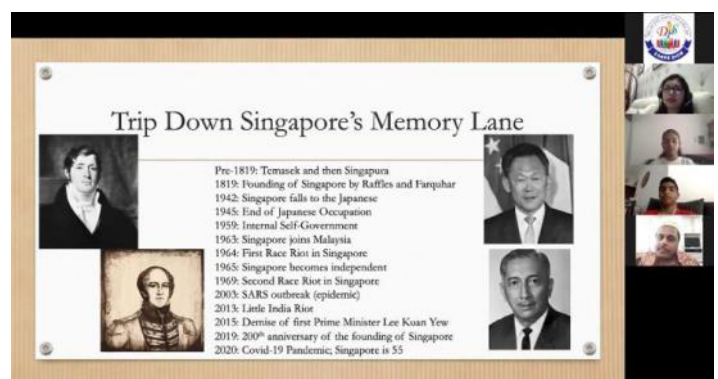 Trip Down Singapore's Memory Lane
Pre-1819: Temasek and then Singapura
1819: Founding of Singapore by Raffles and Farquhar
1942: Singapore falls to the Japanese
1945: End of Japanese Occupation
1959: Internal Self-Government
1963: Singapore joins Malaysia
1964: First Race Riot in Singapore
1965: Singapore becomes independent
1969: Second Race Riot in Singapore
2003: SARS outbreak (epidemic)
2013: Little India Riot
2015: Demise of first Prime Minister Lee Kuan Yew
2019: 200th anniversary of the founding of Singapore
2020: Covid-19 Pandemic; Singapore is 55